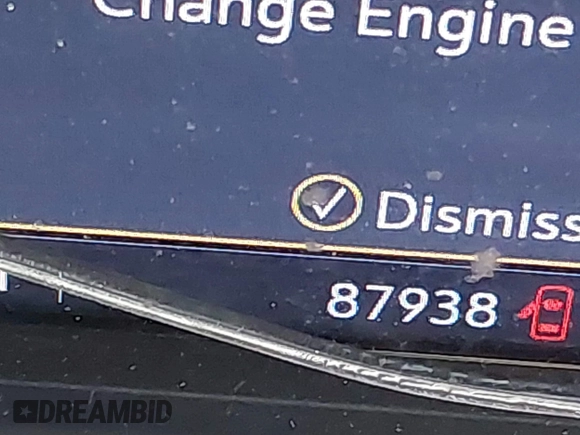 Change Engine
Dismiss
87938
DREAMBID